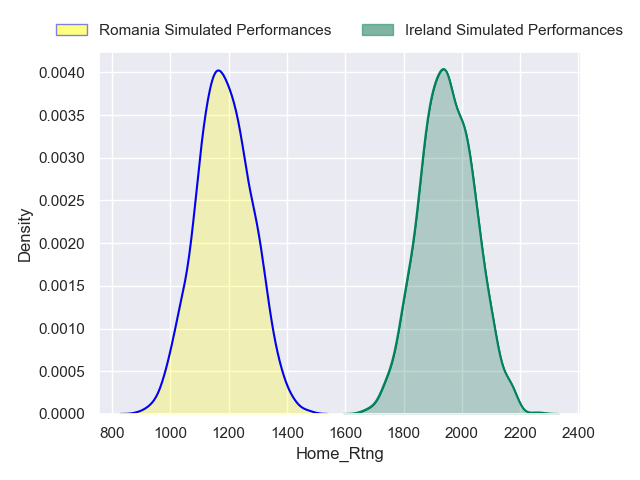 Romania Simulated Performances
Ireland Simulated Performances
0.0040
0.0035
0.0030
0.0025
0.0020
0.0015
0.0010
0.0005
0.0000
Density
800 1000 1200 1400 1600 1800 2000 2200 2400
Home_Rtng